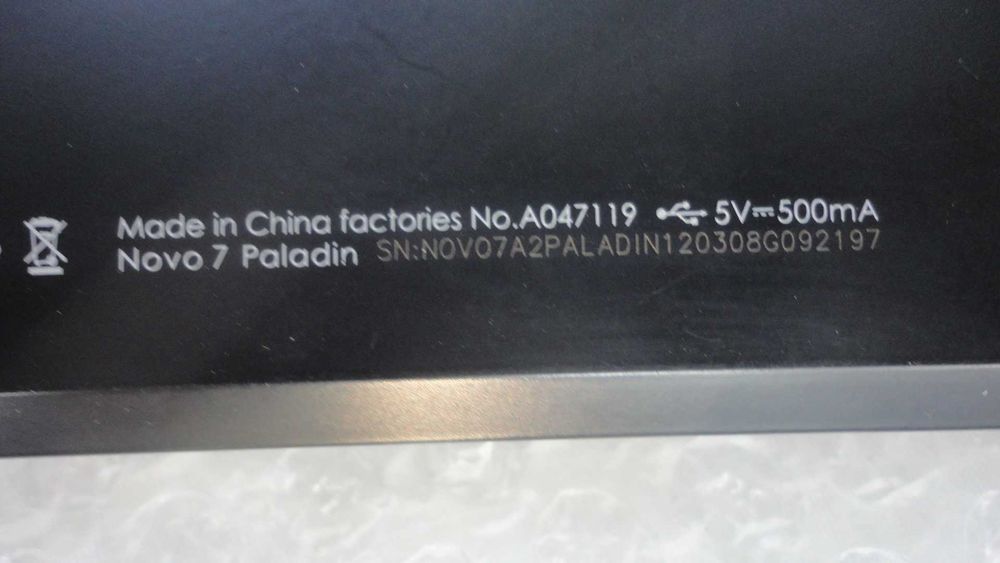 Made in China factories No.A047119 5V⎓500mA
Novo 7 Paladin SN:NOVO7A2PALADIN120308G092197